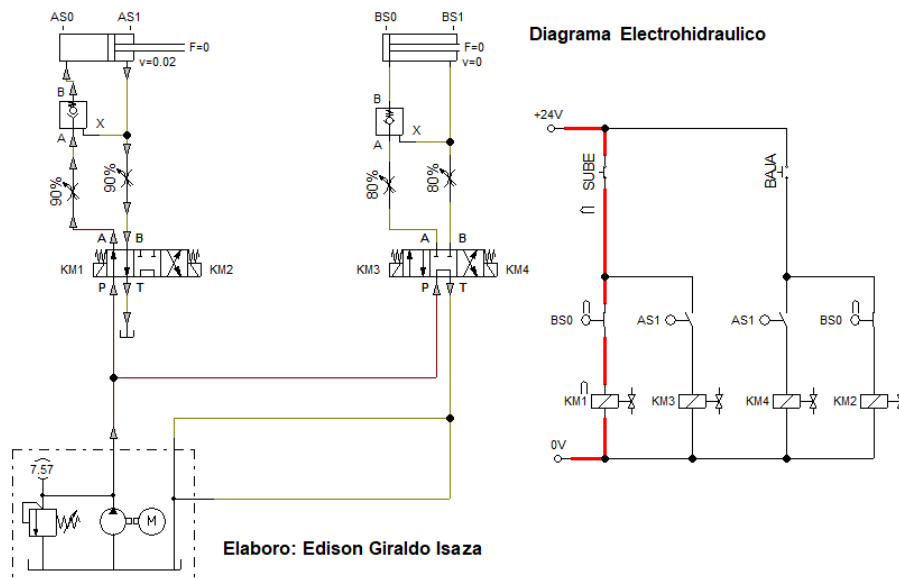 AS0 AS1
BS0 BS1
Diagrama Electrohidraulico
F=0
v=0.02
F=0
v=0
B
X
A
B
X
A
90%
90%
80%
80%
A B
KM1 KM2
P T
A B
KM3 KM4
P T
7.57
M
Elaboro: Edison Giraldo Isaza
+24V
SUBE
BAJA
BS0
AS1
AS1
BS0
KM1
KM3
KM4
KM2
0V